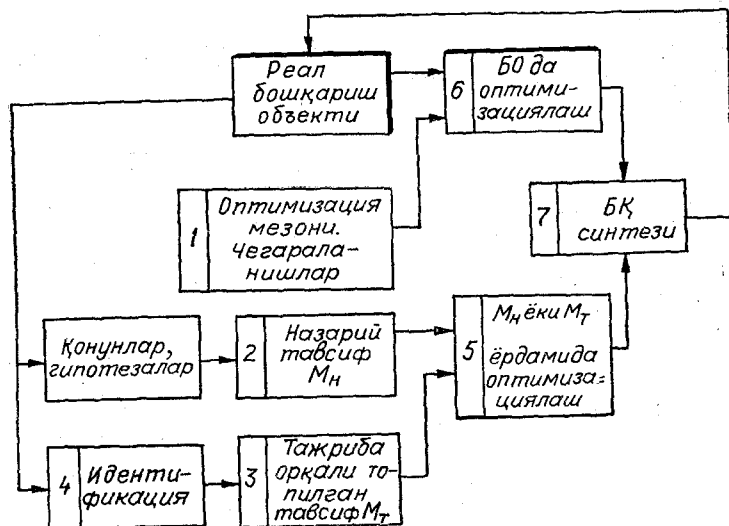 Реал
бошқариш
объекти
6
БО да
оптими-
зациялаш
1
Оптимизация
мезони.
Чегарала-
нишлар
7
БҚ
синтези
Қонунлар,
гипотезалар
2
Назарий
тавсиф
Мн
5
Мн ёки Мт
ёрдамида
оптимиза-
циялаш
4
Иденти-
фикация
3
Тажриба
орқали то-
пилган
тавсиф Мт